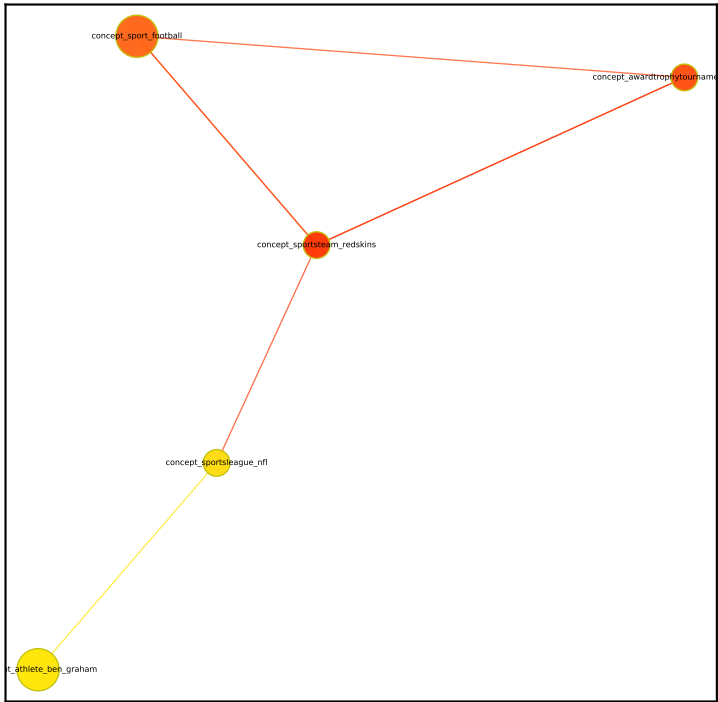 concept_sport_football
concept_awardtrophytourname
concept_sportsteam_redskins
concept_sportsleague_nfl
t_athlete_ben_graham